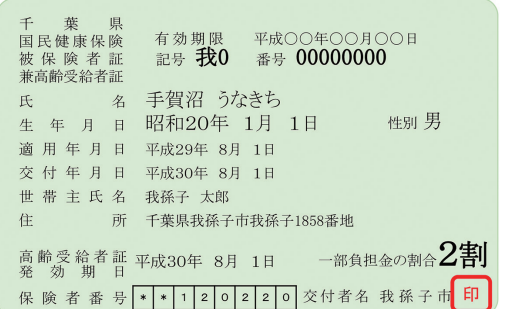 千葉県
国民健康保険 有効期限 平成○○年○○月○○日
被保険者証 記号 我0 番号 00000000
兼高齢受給者証
氏名 手賀沼 うなきち
生年月日 昭和20年 1月 1日 性別 男
適用年月日 平成29年 8月 1日
交付年月日 平成30年 8月 1日
世帯主氏名 我孫子 太郎
住所 千葉県我孫子市我孫子1858番地
高齢受給者証
発効期日 平成30年 8月 1日 一部負担金の割合 2割
保険者番号 **120220 交付者名 我孫子市 印